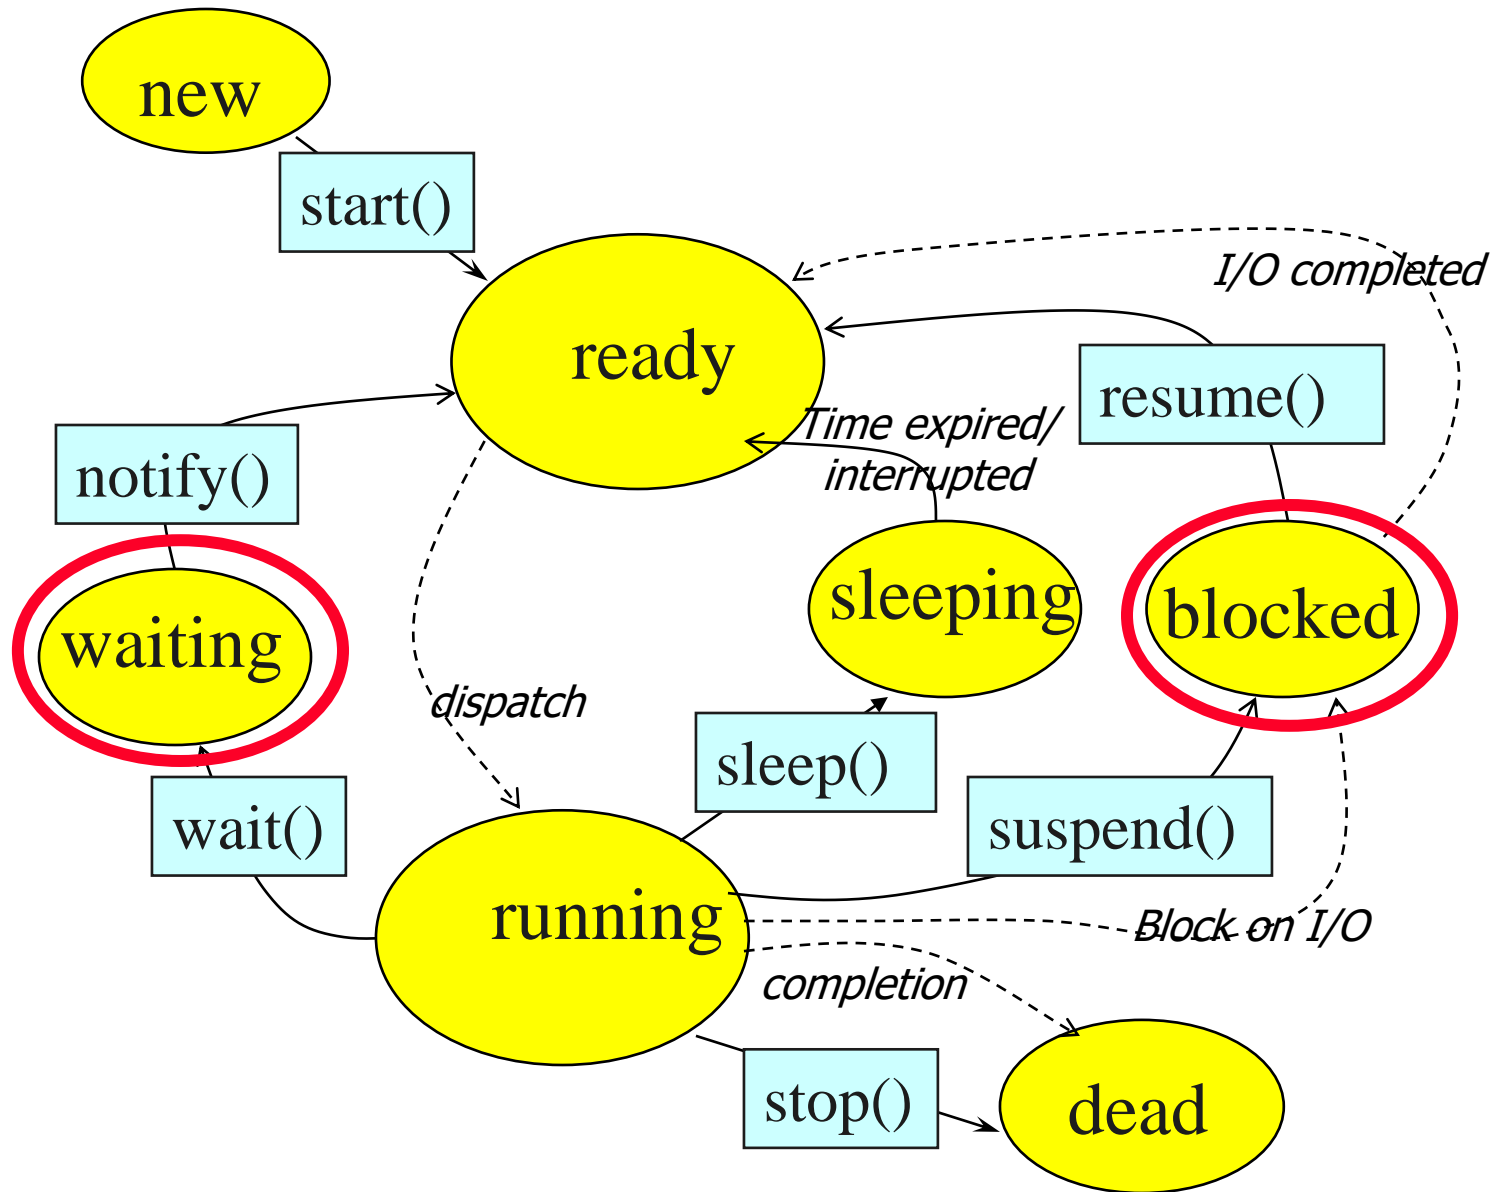 new
start()
I/O completed
ready
resume()
Time expired/
interrupted
notify()
sleeping
blocked
waiting
dispatch
sleep()
wait()
suspend()
running
Block on I/O
completion
stop()
dead